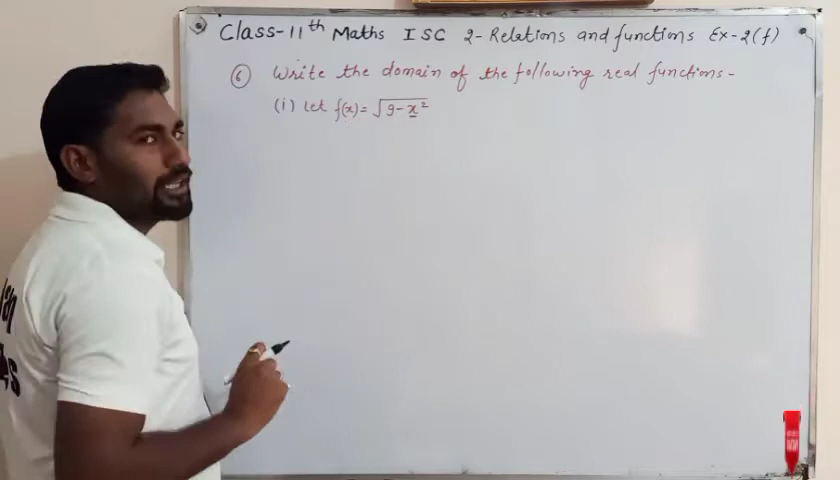 Class-11th Maths ISC 2-Relations and functions Ex-2(f)
⑥ Write the domain of the following real functions-
(i) Let f(x)=√9-x²